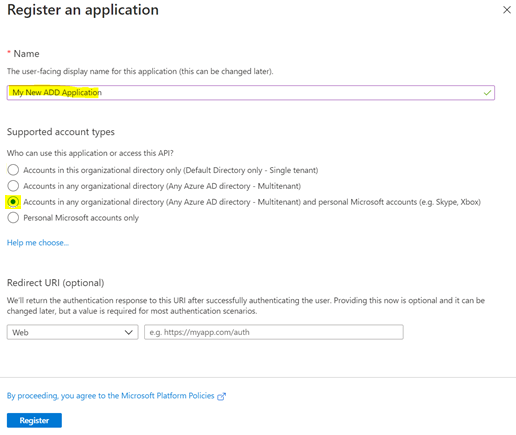 Register an application
* Name
The user-facing display name for this application (this can be changed later).
My New ADD Application
Supported account types
Who can use this application or access this API?
Accounts in this organizational directory only (Default Directory only - Single tenant)
Accounts in any organizational directory (Any Azure AD directory - Multitenant)
Accounts in any organizational directory (Any Azure AD directory - Multitenant) and personal Microsoft accounts (e.g. Skype, Xbox)
Personal Microsoft accounts only
Help me choose...
Redirect URI (optional)
We'll return the authentication response to this URI after successfully authenticating the user. Providing this now is optional and it can be
changed later, but a value is required for most authentication scenarios.
Web e.g. https://myapp.com/auth
By proceeding, you agree to the Microsoft Platform Policies
Register